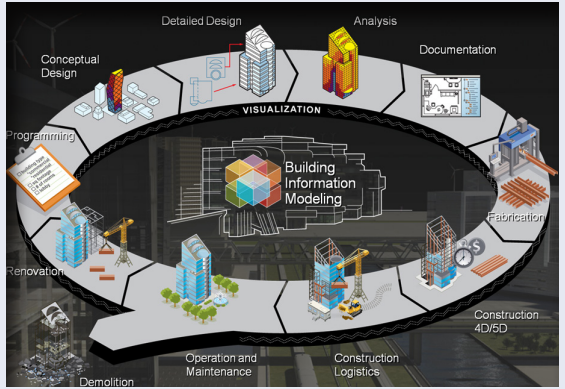 Detailed Design
Analysis
Documentation
Conceptual
Design
VISUALIZATION
Programming
Building
Information
Modeling
Fabrication
Renovation
$
Construction
4D/5D
Operation and
Maintenance
Construction
Logistics
Demolition